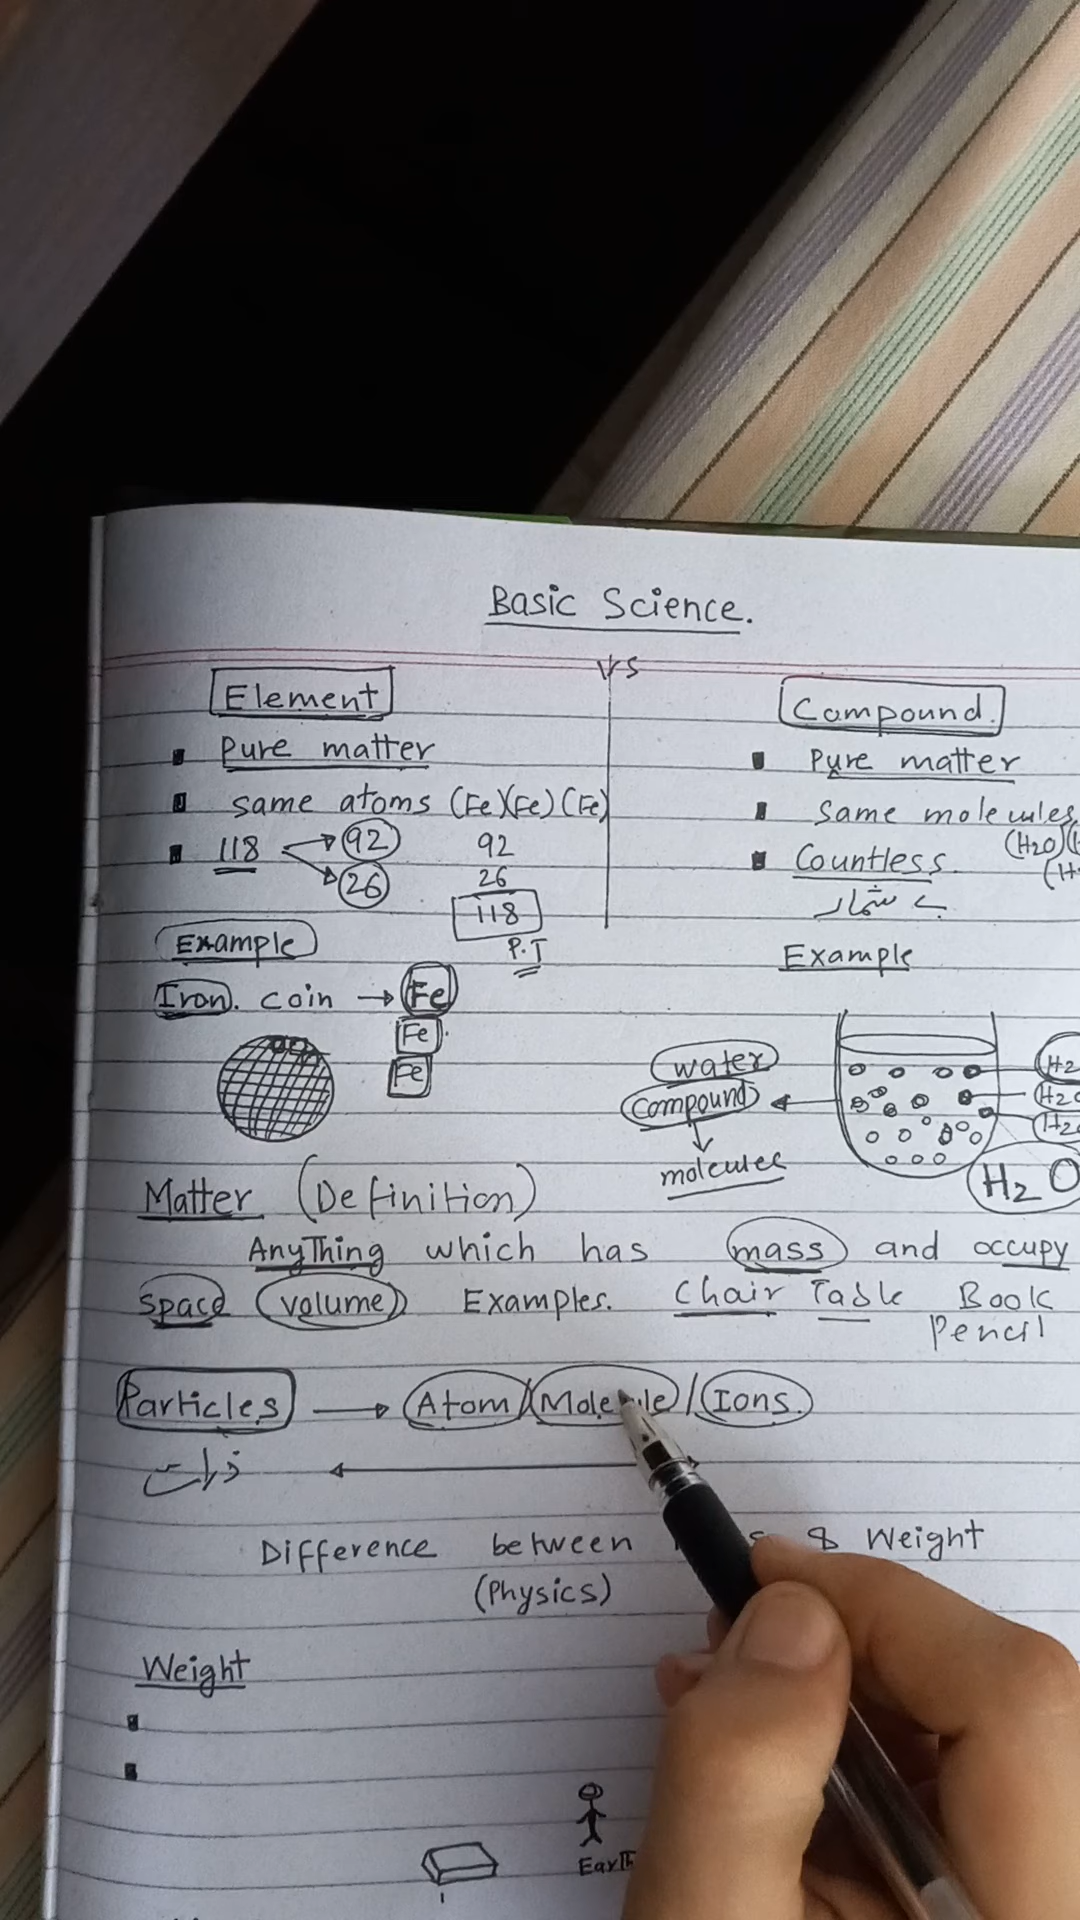 Basic Science.
VS
Element
Pure matter
same atoms (Fe)(Fe)(Fe)
118 92 92
26 26
118
P.T
Example
Iron. coin → Fe
Fe
Fe
Compound.
Pure matter
Same molecules
(H2O)
Countless
بے شمار
Example
water
Compound
molecules
H2
H2
H2
H2O
Matter (Definition)
AnyThing which has mass and occupy
space (volume) Examples. Chair Table Book
Pencil
Particles → Atom/Molecule/Ions.
ذرات
Difference between & Weight
(Physics)
Weight
Earth